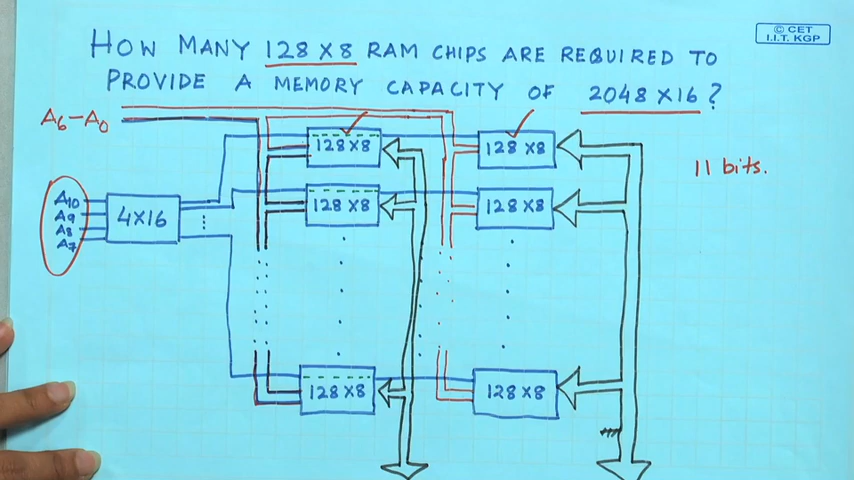 © CET
I.I.T. KGP
HOW MANY 128 X 8 RAM CHIPS ARE REQUIRED TO
PROVIDE A MEMORY CAPACITY OF 2048 X 16 ?
A6 - A0
128 X 8
128 X 8
11 bits.
A10
A9
A8
A7
4X16
128 X 8
128 X 8
128 X 8
128 X 8